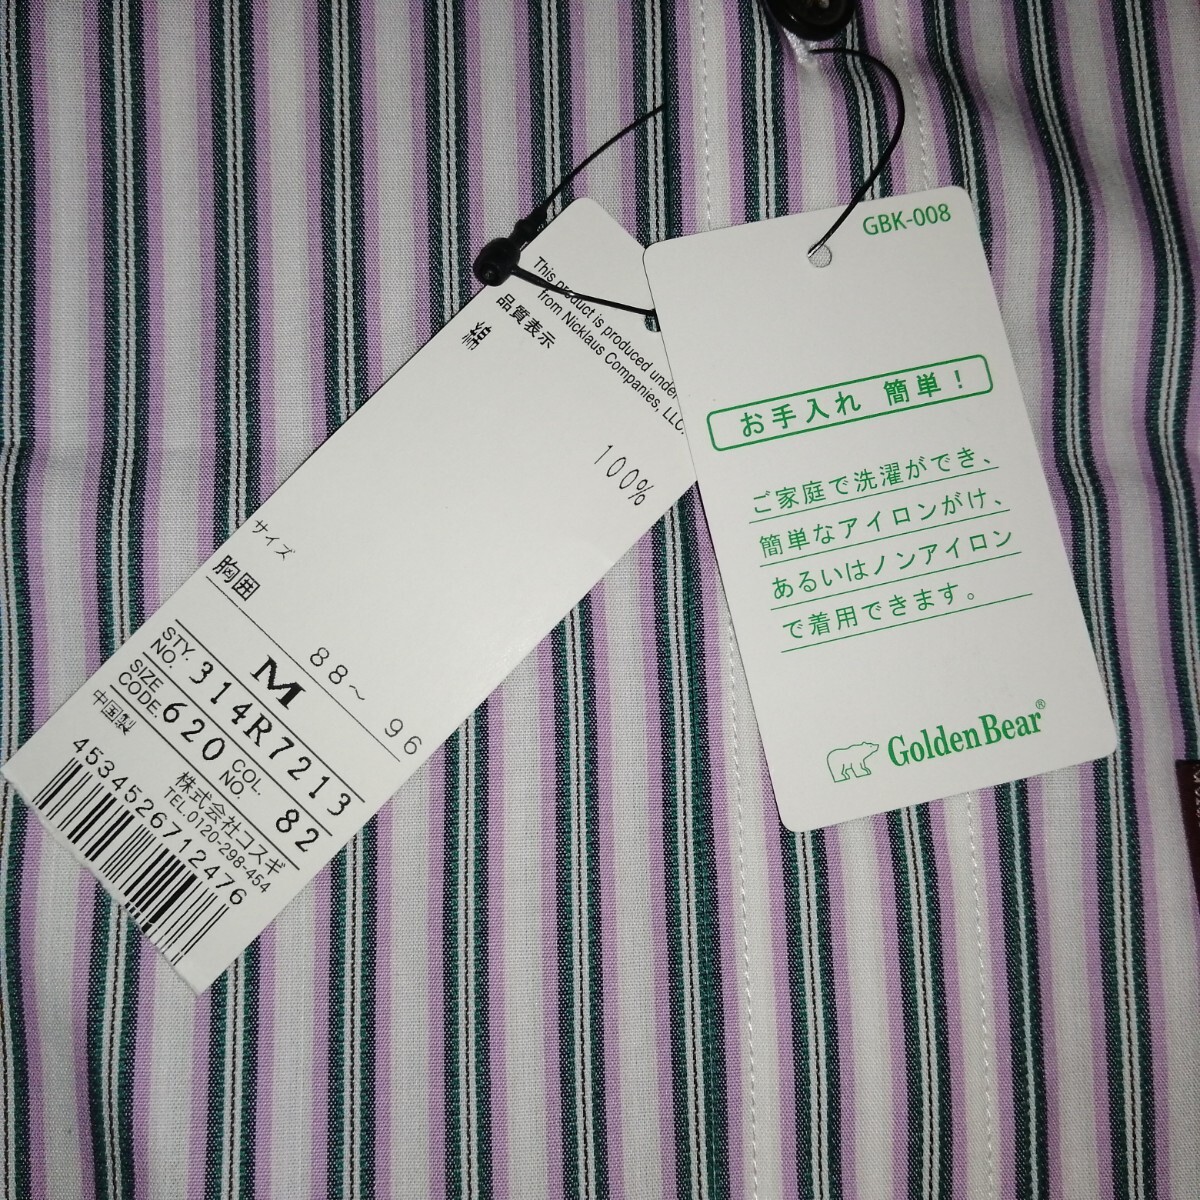 This product is produced under
from Nicklaus Companies, LLC.
品質表示
綿 100%
サイズ
胸囲 88～ 96
M
STY. NO. 314R7213
SIZE CODE. 620 COL. NO. 82
中国製 株式会社コスギ
TEL.0120-298-454
4534526712476
GBK-008
お手入れ 簡単！
ご家庭で洗濯ができ、
簡単なアイロンがけ、
あるいはノンアイロン
で着用できます。
Golden Bear®